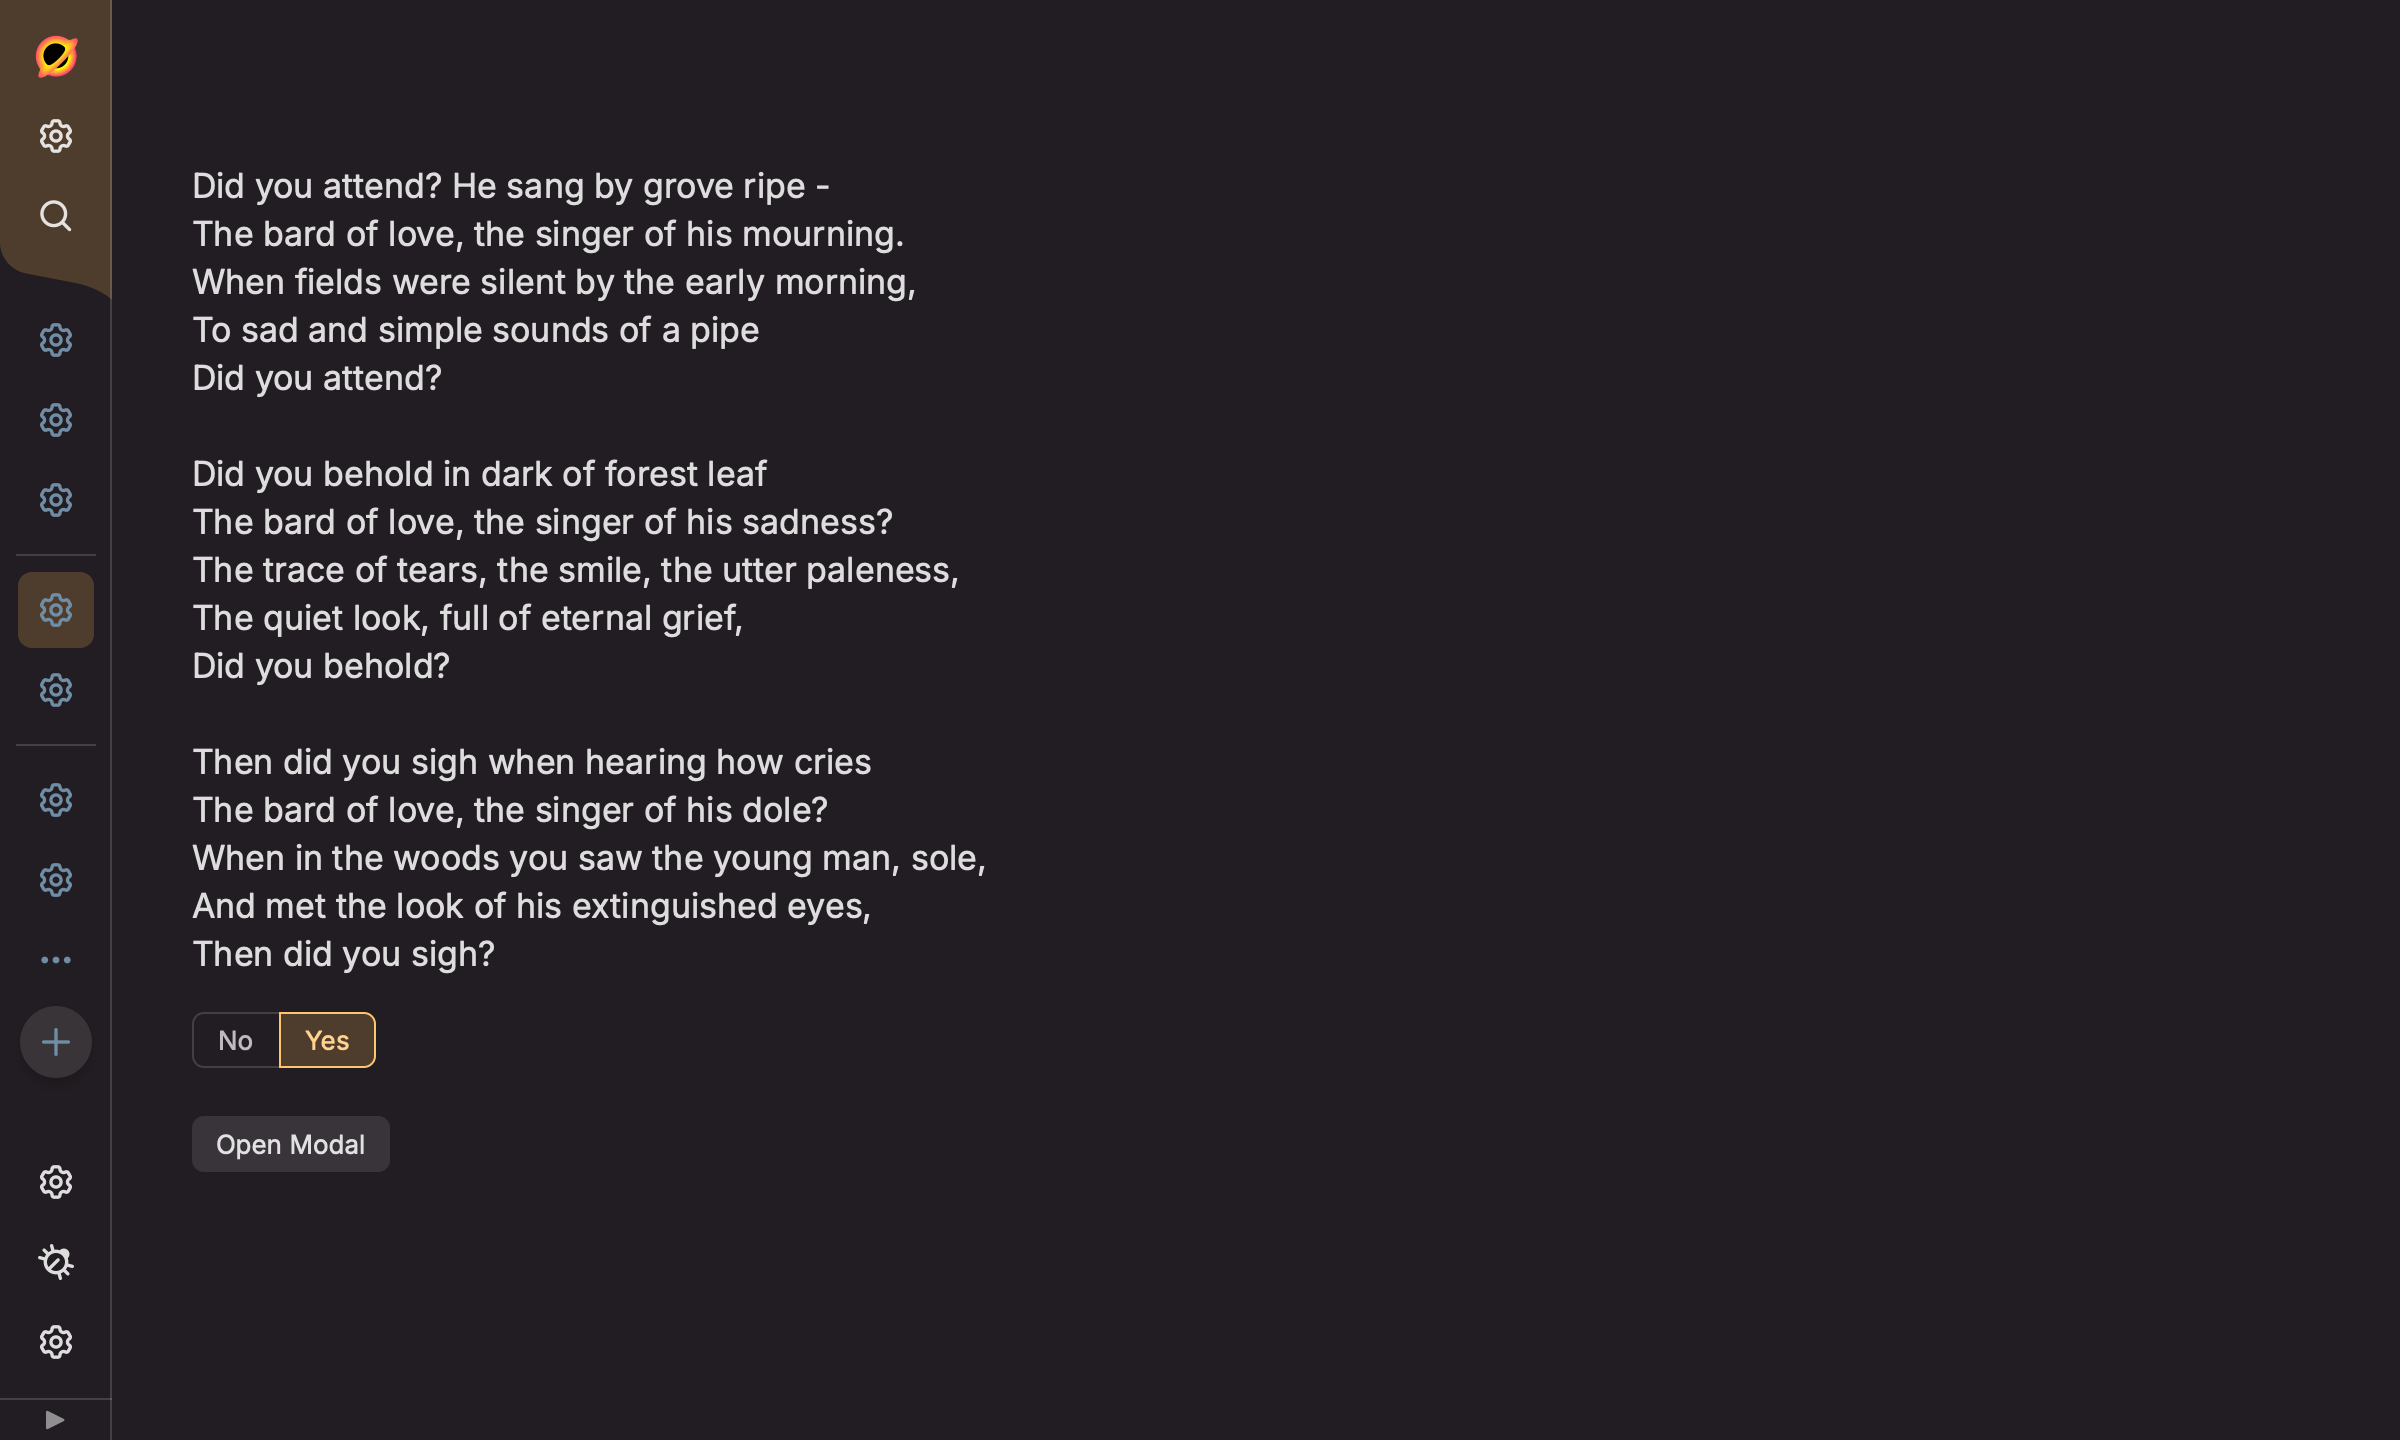 Did you attend? He sang by grove ripe -
The bard of love, the singer of his mourning.
When fields were silent by the early morning,
To sad and simple sounds of a pipe
Did you attend?

Did you behold in dark of forest leaf
The bard of love, the singer of his sadness?
The trace of tears, the smile, the utter paleness,
The quiet look, full of eternal grief,
Did you behold?

Then did you sigh when hearing how cries
The bard of love, the singer of his dole?
When in the woods you saw the young man, sole,
And met the look of his extinguished eyes,
Then did you sigh?

No Yes
Open Modal